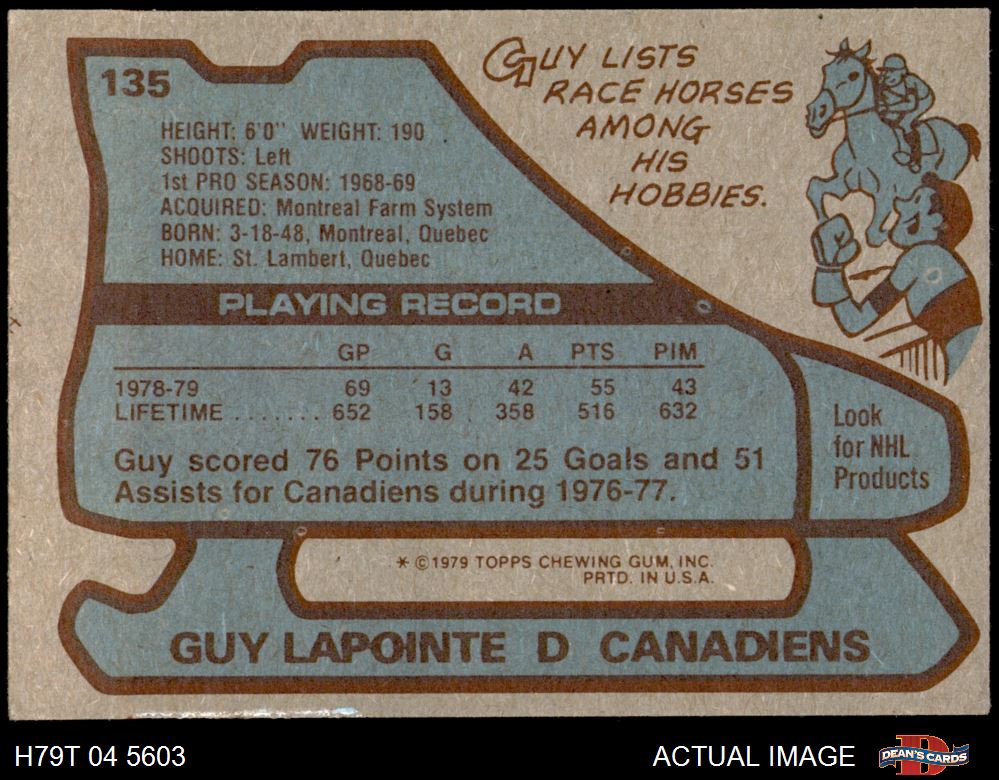 135
HEIGHT: 6'0" WEIGHT: 190
SHOOTS: Left
1st PRO SEASON: 1968-69
ACQUIRED: Montreal Farm System
BORN: 3-18-48, Montreal, Quebec
HOME: St. Lambert, Quebec
GUY LISTS
RACE HORSES
AMONG
HIS
HOBBIES.
PLAYING RECORD
GP G A PTS PIM
1978-79 69 13 42 55 43
LIFETIME ....... 652 158 358 516 632
Guy scored 76 Points on 25 Goals and 51
Assists for Canadiens during 1976-77.
Look
for NHL
Products
* ©1979 TOPPS CHEWING GUM, INC.
PRTD. IN U.S.A.
GUY LAPOINTE D CANADIENS
H79T 04 5603
ACTUAL IMAGE
D
DEAN'S CARDS